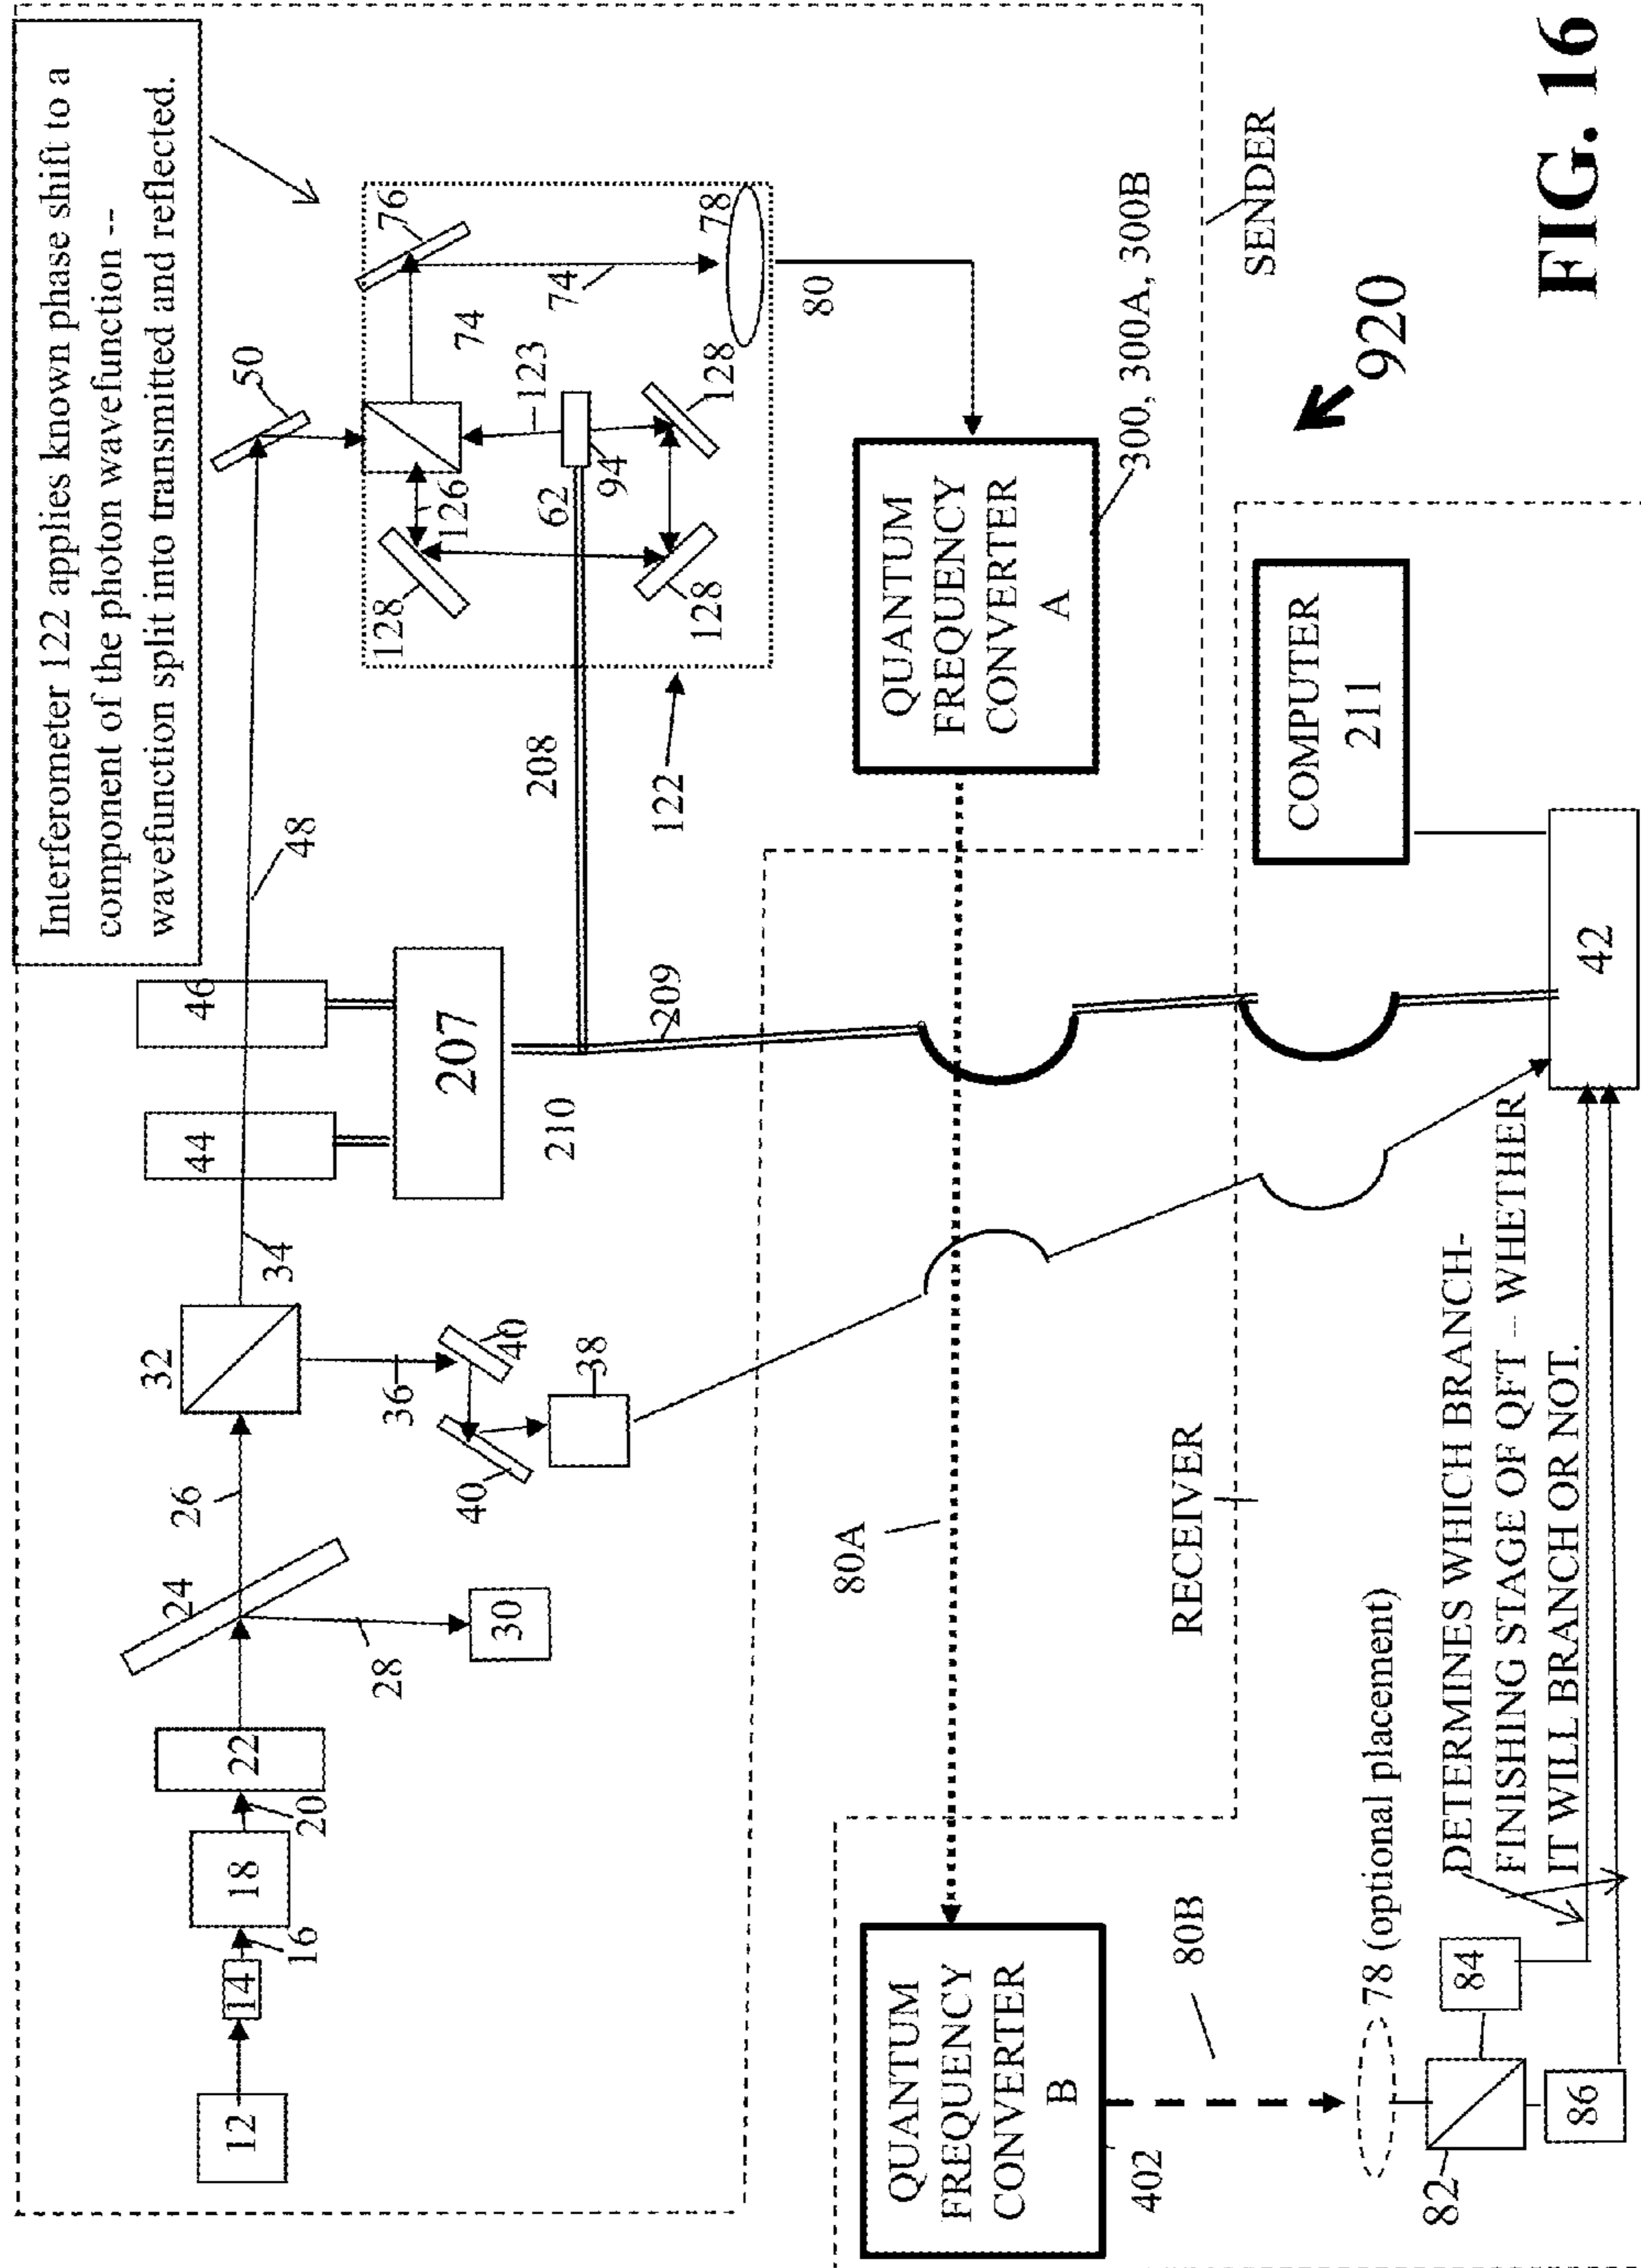 Interferometer 122 applies known phase shift to a
component of the photon wavefunction --
wavefunction split into transmitted and reflected.
12
14
16
18
20
22
24
26
28
30
32
34
36
40
40
38
44
46
207
210
48
50
208
209
62
94
123
126
128
128
128
74
74
76
78
80
122
QUANTUM
FREQUENCY
CONVERTER
A
300, 300A, 300B
SENDER
920
FIG. 16
80A
RECEIVER
QUANTUM
FREQUENCY
CONVERTER
B
402
80B
78 (optional placement)
82
84
86
DETERMINES WHICH BRANCH-
FINISHING STAGE OF QFT – WHETHER
IT WILL BRANCH OR NOT.
42
COMPUTER
211